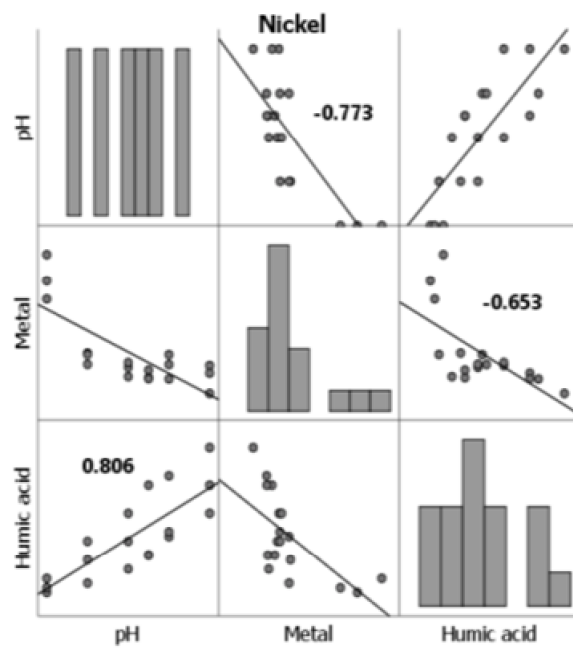 Nickel
pH
-0.773
Metal
-0.653
Humic acid
0.806
pH
Metal
Humic acid